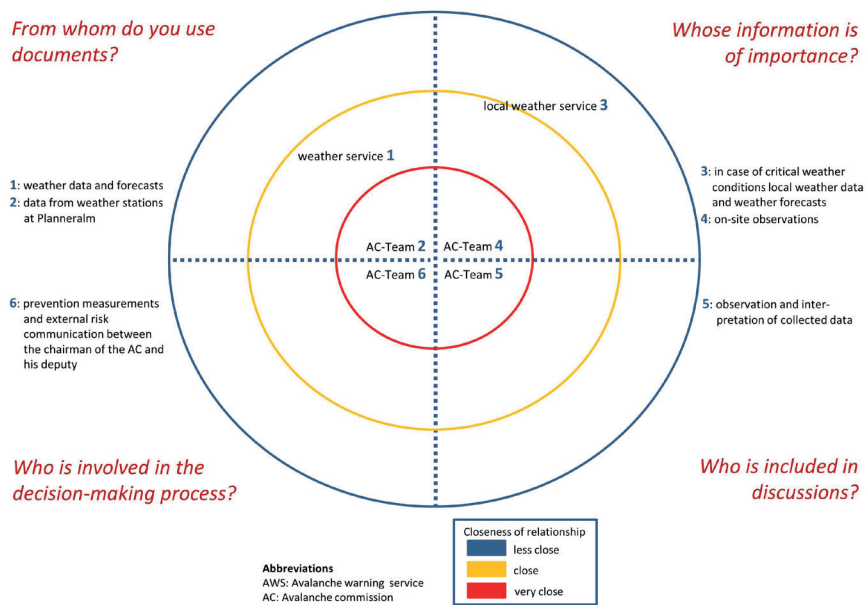 From whom do you use
documents?
Whose information is
of importance?
local weather service 3
weather service 1
1: weather data and forecasts
2: data from weather stations
at Planneralm
3: in case of critical weather
conditions local weather data
and weather forecasts
4: on-site observations
AC-Team 2
AC-Team 4
AC-Team 6
AC-Team 5
6: prevention measurements
and external risk
communication between
the chairman of the AC and
his deputy
5: observation and inter-
pretation of collected data
Who is involved in the
decision-making process?
Who is included in
discussions?
Closeness of relationship
less close
close
very close
Abbreviations
AWS: Avalanche warning service
AC: Avalanche commission